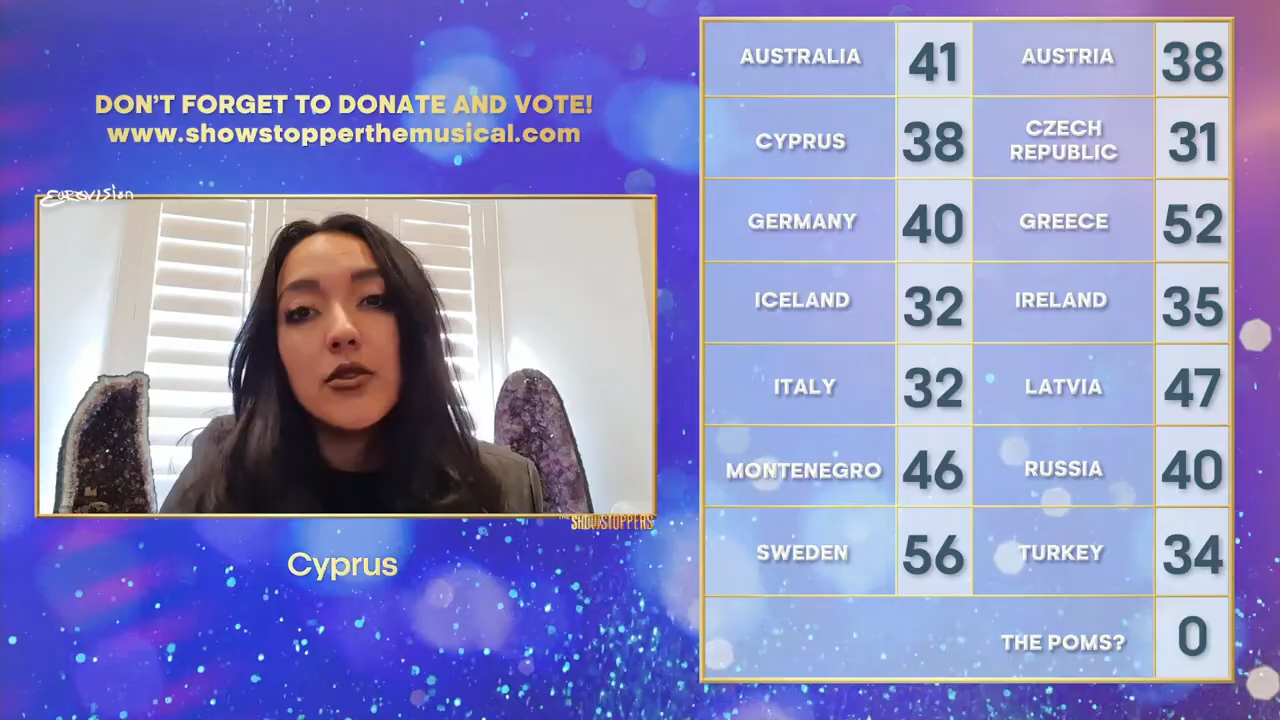 DON'T FORGET TO DONATE AND VOTE!
www.showstopperthemusical.com
EUROVISION
THE SHOWSTOPPERS
Cyprus
AUSTRALIA 41 AUSTRIA 38
CYPRUS 38 CZECH REPUBLIC 31
GERMANY 40 GREECE 52
ICELAND 32 IRELAND 35
ITALY 32 LATVIA 47
MONTENEGRO 46 RUSSIA 40
SWEDEN 56 TURKEY 34
THE POMS? 0